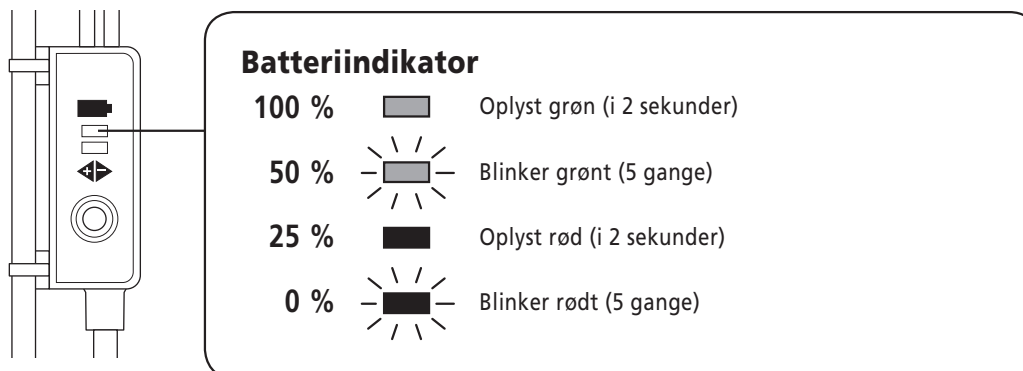 Batteriindikator
100 % Oplyst grøn (i 2 sekunder)
50 % Blinker grønt (5 gange)
25 % Oplyst rød (i 2 sekunder)
0 % Blinker rødt (5 gange)